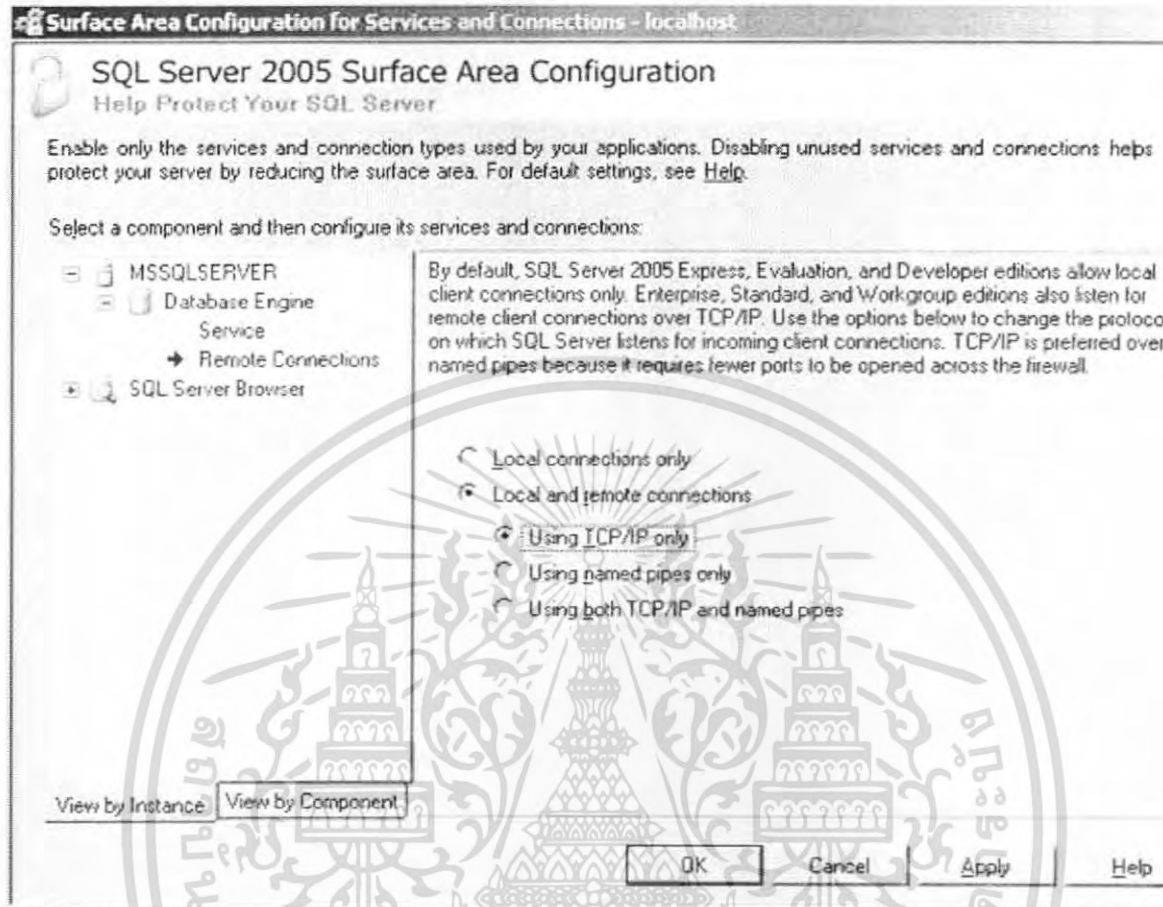 Surface Area Configuration for Services and Connections - localhost
SQL Server 2005 Surface Area Configuration
Help Protect Your SQL Server
Enable only the services and connection types used by your applications. Disabling unused services and connections helps
protect your server by reducing the surface area. For default settings, see Help.
Select a component and then configure its services and connections:
MSSQLSERVER
Database Engine
Service
Remote Connections
SQL Server Browser
By default, SQL Server 2005 Express, Evaluation, and Developer editions allow local
client connections only. Enterprise, Standard, and Workgroup editions also listen for
remote client connections over TCP/IP. Use the options below to change the protoco
on which SQL Server listens for incoming client connections. TCP/IP is preferred over
named pipes because it requires fewer ports to be opened across the firewall.
Local connections only
Local and remote connections
Using TCP/IP only
Using named pipes only
Using both TCP/IP and named pipes
View by Instance
View by Component
OK
Cancel
Apply
Help